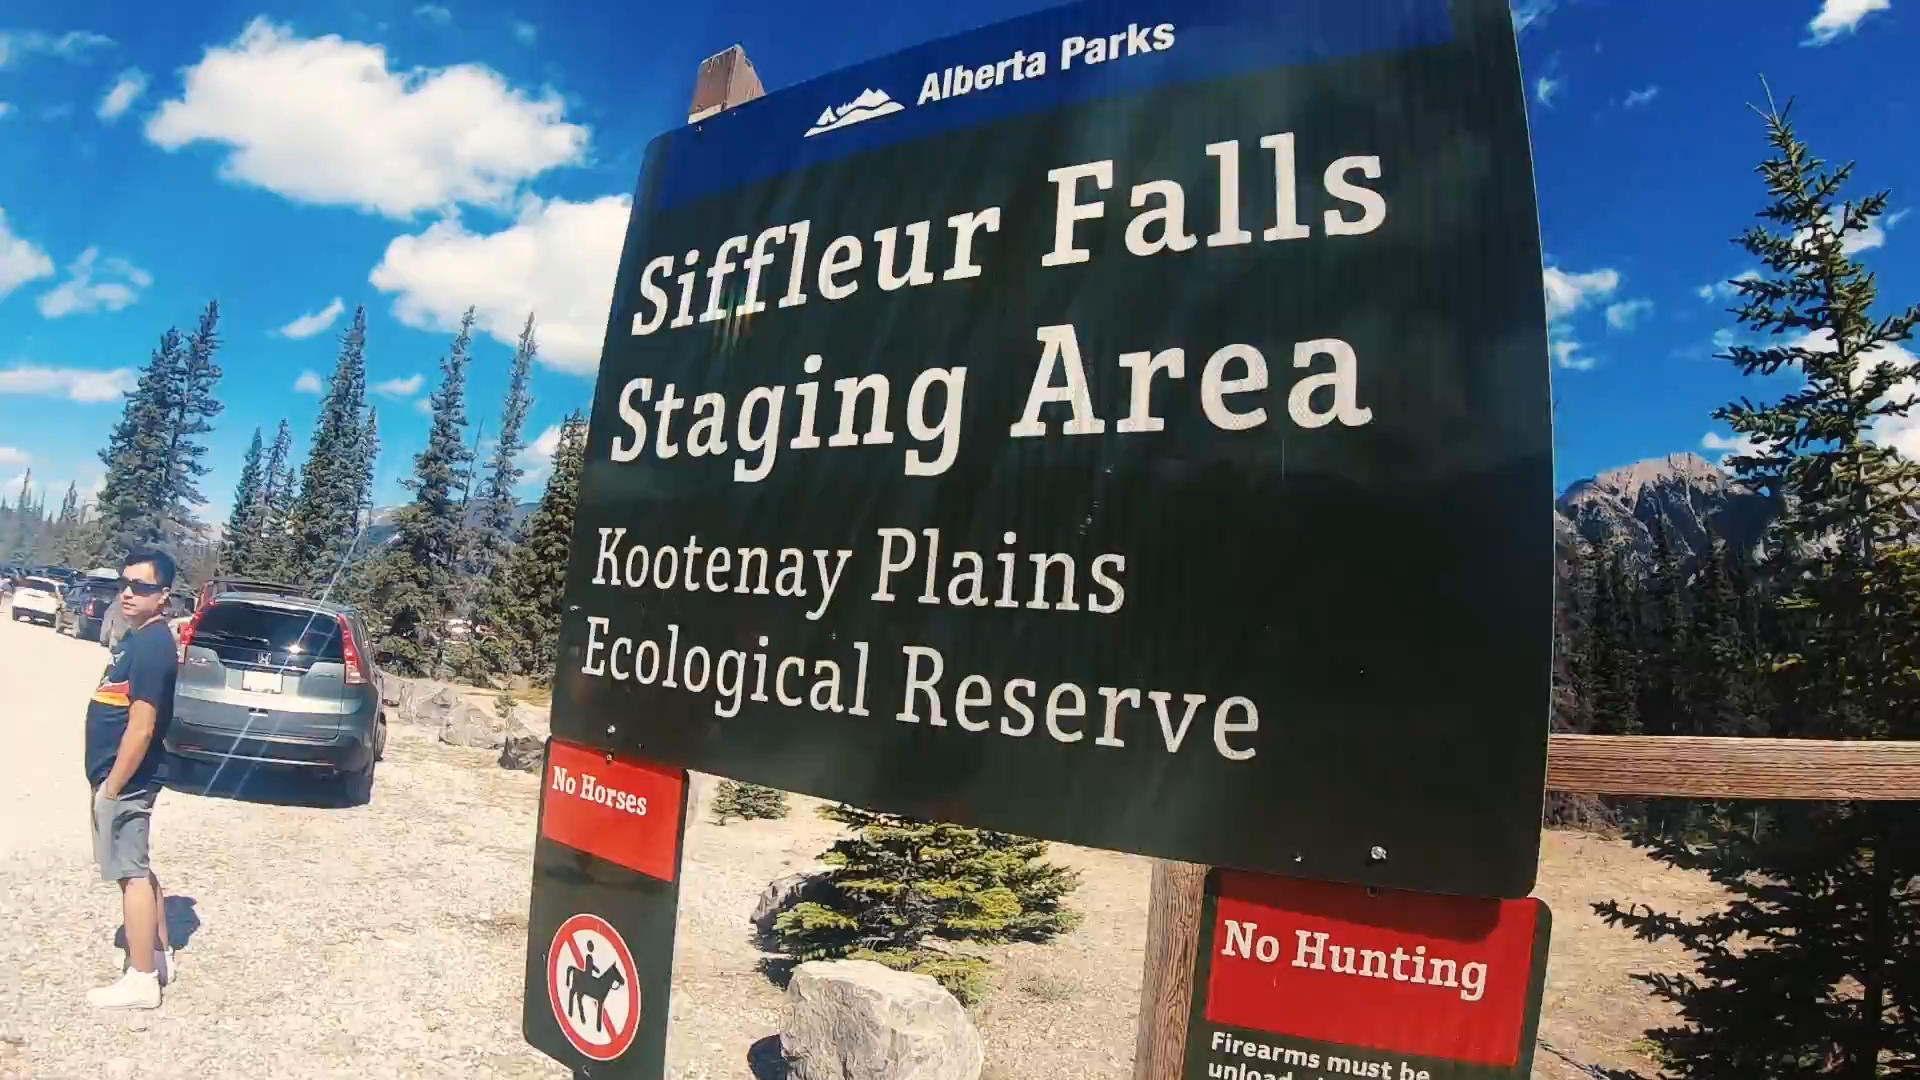 Alberta Parks
Siffleur Falls
Staging Area
Kootenay Plains
Ecological Reserve
No Horses
No Hunting
Firearms must be